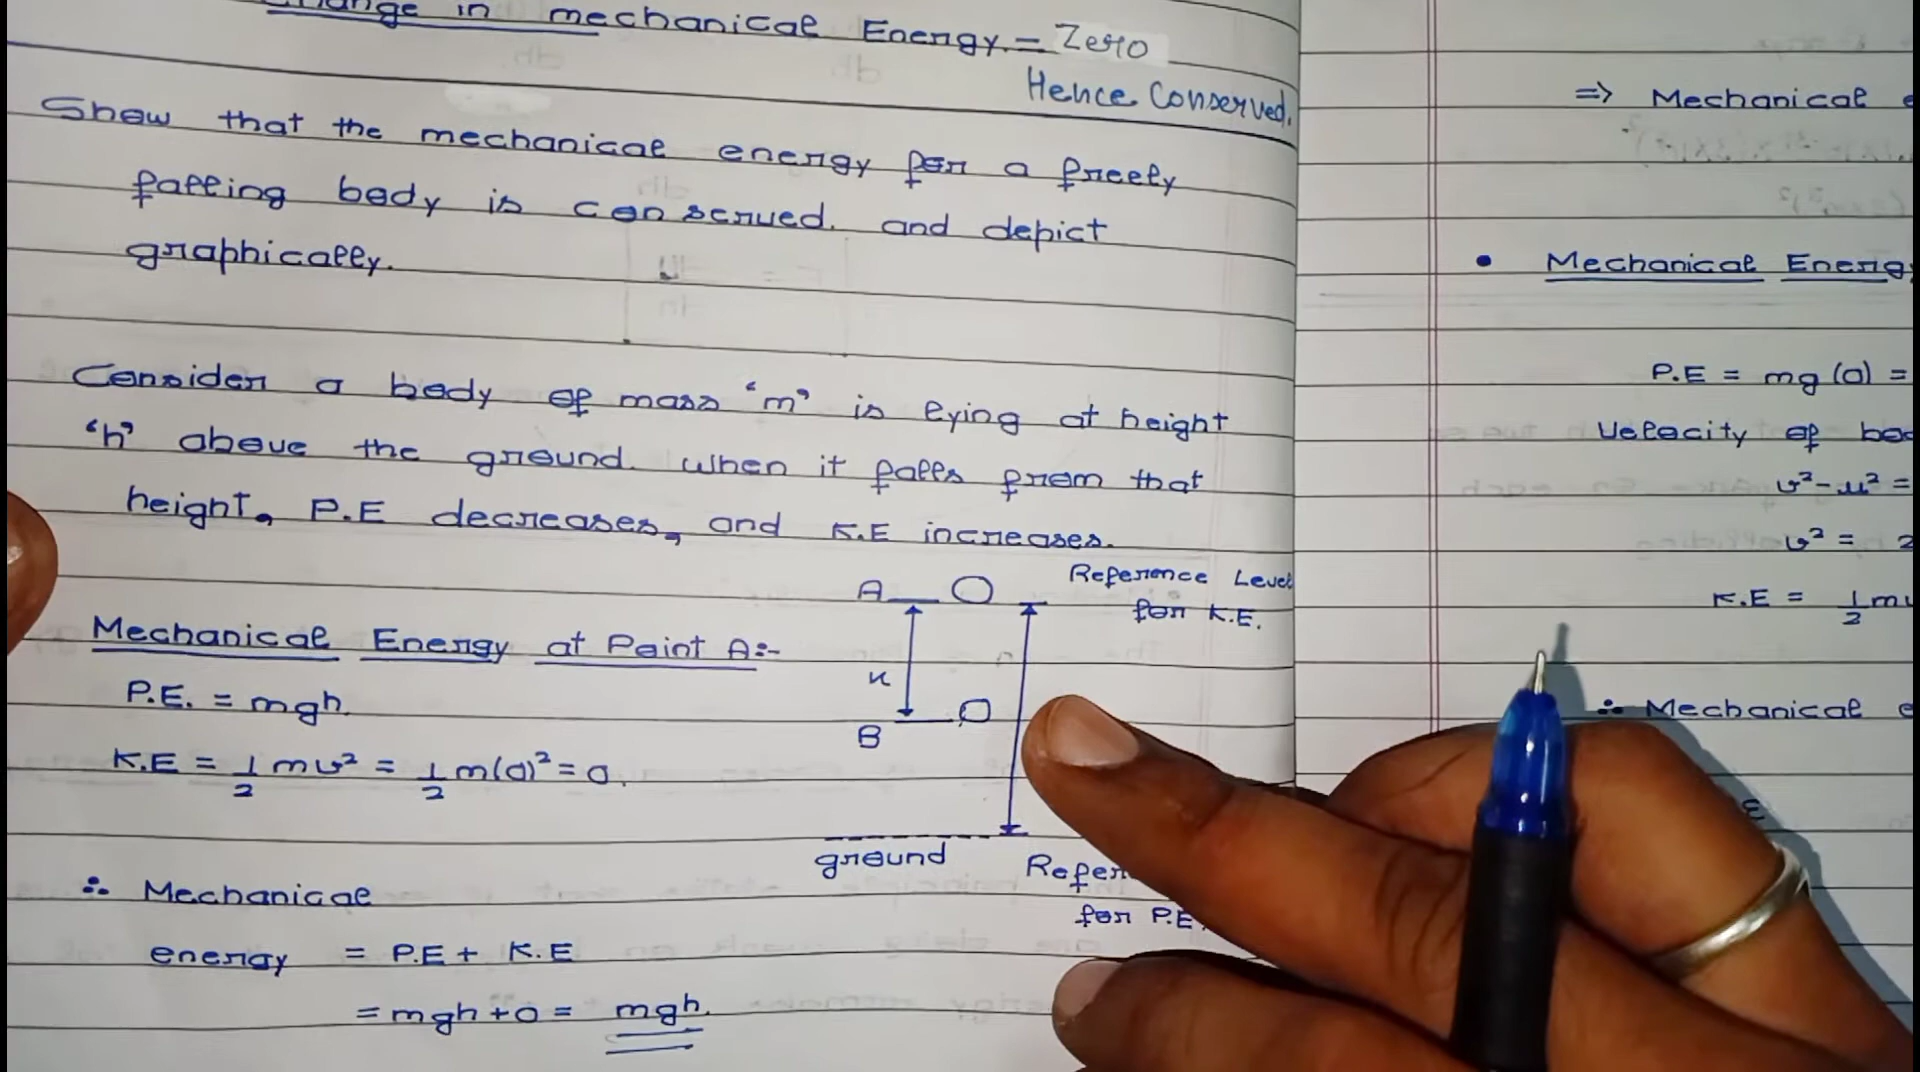 Change in mechanical Energy = Zero
Hence Conserved.
Show that the mechanical energy for a freely
falling body is conserved. and depict
graphically.
Consider a body of mass 'm' is lying at height
'h' above the ground. When it falls from that
height, P.E decreases, and K.E increases.
Mechanical Energy at Point A:-
P.E. = mgh.
K.E = 1/2 mv² = 1/2 m(0)² = 0.
∴ Mechanical
energy = P.E + K.E
= mgh + 0 = mgh.
A
Reference Level
for K.E.
x
B
ground
for P.E.
⇒ Mechanical
• Mechanical Energy
P.E = mg(0) =
Velocity of
v²-u² =
v² = 2
K.E = 1/2 m
∴ Mechanical